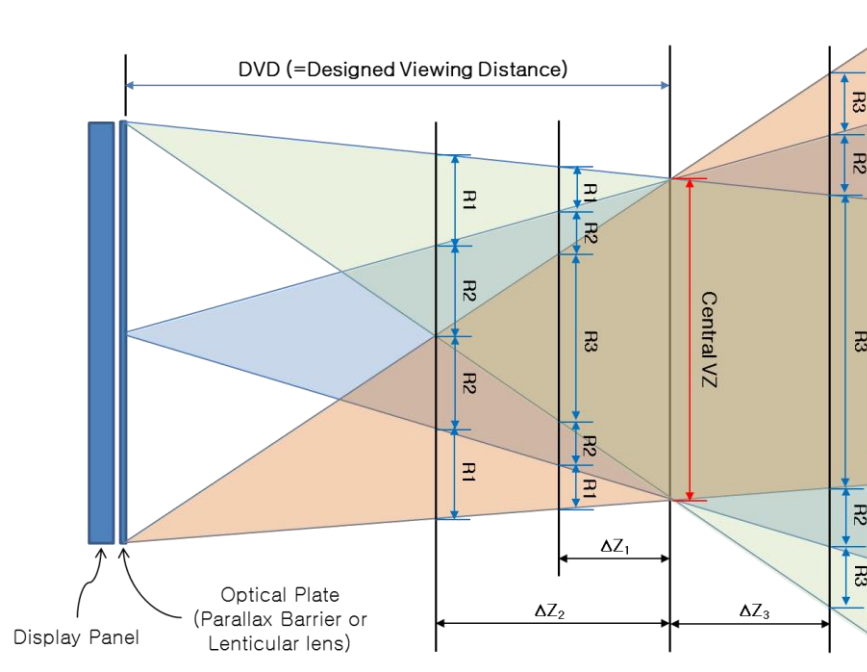 DVD (=Designed Viewing Distance)
R1
R2
R2
R1
R1
R2
R3
R2
R1
Central VZ
R3
R2
R3
R2
R3
ΔZ1
ΔZ2
ΔZ3
Optical Plate
(Parallax Barrier or
Lenticular lens)
Display Panel